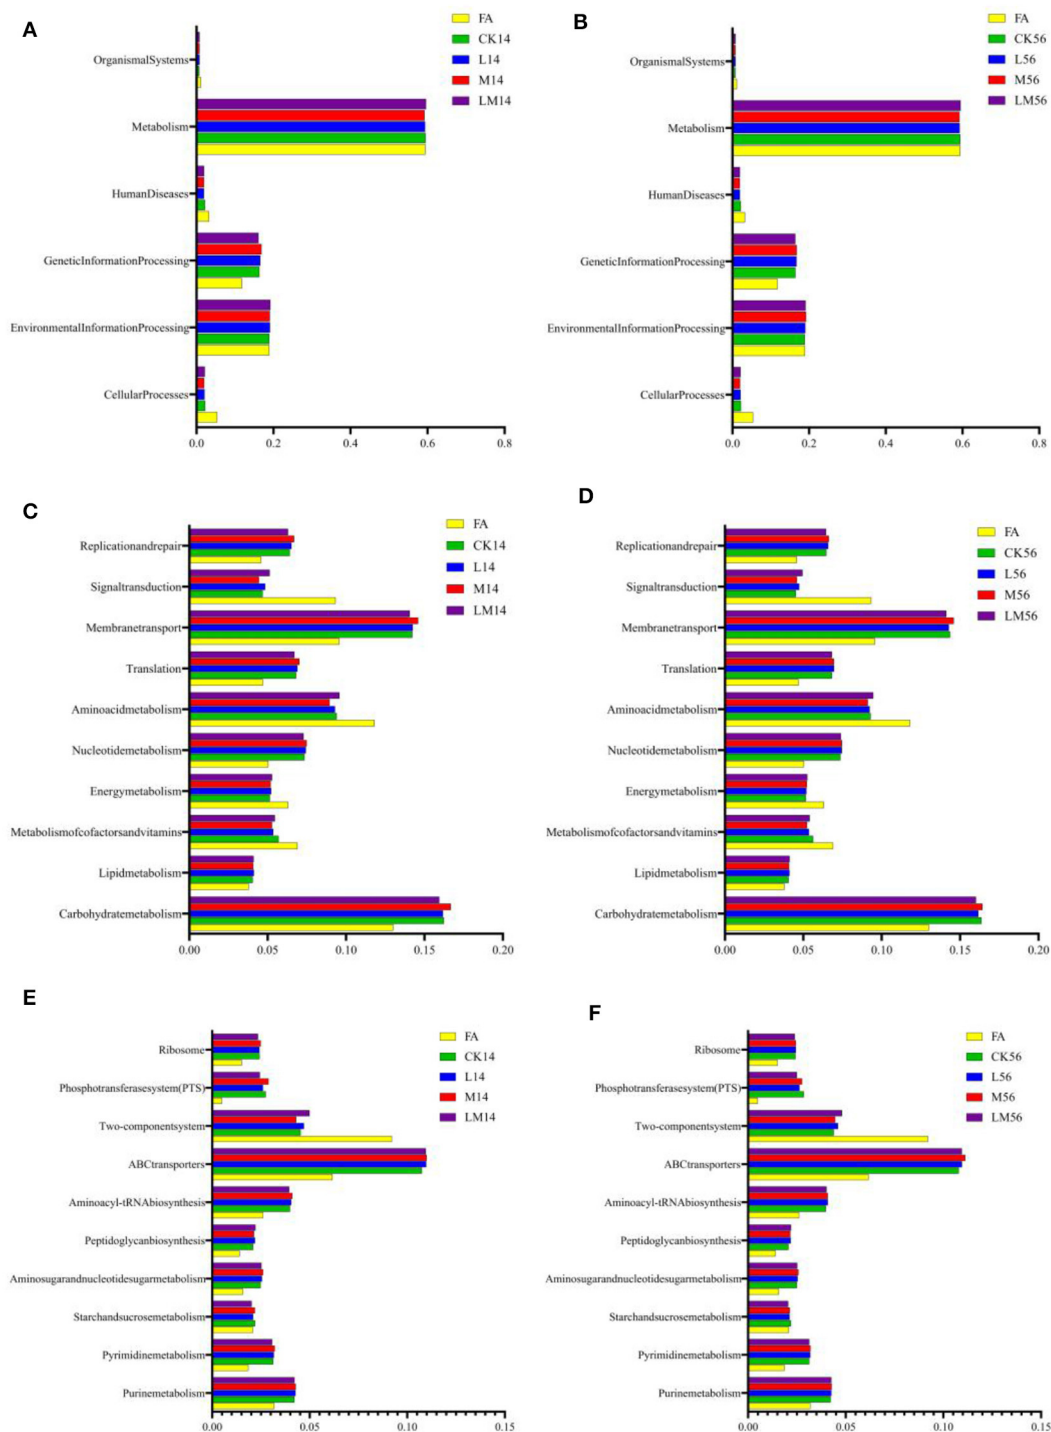 A
FA
CK14
L14
M14
LM14
OrganismalSystems
Metabolism
HumanDiseases
GeneticInformationProcessing
EnvironmentalInformationProcessing
CellularProcesses
0.0 0.2 0.4 0.6 0.8
B
FA
CK56
L56
M56
LM56
OrganismalSystems
Metabolism
HumanDiseases
GeneticInformationProcessing
EnvironmentalInformationProcessing
CellularProcesses
0.0 0.2 0.4 0.6 0.8
C
FA
CK14
L14
M14
LM14
Replicationandrepair
Signaltransduction
Membranetransport
Translation
Aminoacidmetabolism
Nucleotidemetabolism
Energymetabolism
Metabolismofcofactorsandvitamins
Lipidmetabolism
Carbohydratemetabolism
0.00 0.05 0.10 0.15 0.20
D
FA
CK56
L56
M56
LM56
Replicationandrepair
Signaltransduction
Membranetransport
Translation
Aminoacidmetabolism
Nucleotidemetabolism
Energymetabolism
Metabolismofcofactorsandvitamins
Lipidmetabolism
Carbohydratemetabolism
0.00 0.05 0.10 0.15 0.20
E
FA
CK14
L14
M14
LM14
Ribosome
Phosphotransferasesystem(PTS)
Two-componentsystem
ABCtransporters
Aminoacyl-tRNAbiosynthesis
Peptidoglycanbiosynthesis
Aminosugarandnucleotidesugarmetabolism
Starchandsucrosemetabolism
Pyrimidinemetabolism
Purinemetabolism
0.00 0.05 0.10 0.15
F
FA
CK56
L56
M56
LM56
Ribosome
Phosphotransferasesystem(PTS)
Two-componentsystem
ABCtransporters
Aminoacyl-tRNAbiosynthesis
Peptidoglycanbiosynthesis
Aminosugarandnucleotidesugarmetabolism
Starchandsucrosemetabolism
Pyrimidinemetabolism
Purinemetabolism
0.00 0.05 0.10 0.15